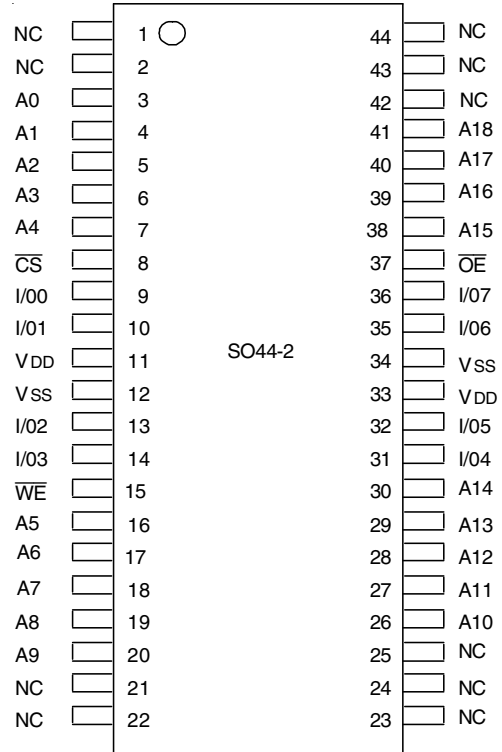 NC 1 44 NC
NC 2 43 NC
A0 3 42 NC
A1 4 41 A18
A2 5 40 A17
A3 6 39 A16
A4 7 38 A15
CS 8 37 OE
I/00 9 36 I/07
I/01 10 35 I/06
VDD 11 SO44-2 34 VSS
VSS 12 33 VDD
I/02 13 32 I/05
I/03 14 31 I/04
WE 15 30 A14
A5 16 29 A13
A6 17 28 A12
A7 18 27 A11
A8 19 26 A10
A9 20 25 NC
NC 21 24 NC
NC 22 23 NC